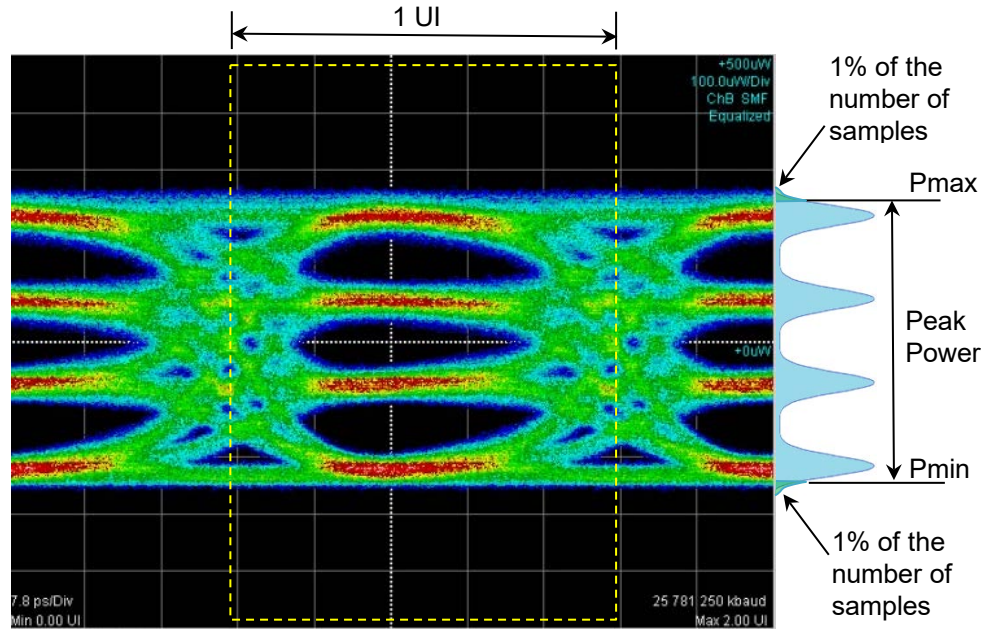 1 UI
+500uW
100.0uW/Div
ChB SMF
Equalized
1% of the
number of
samples
Pmax
Peak
Power
+0uW
Pmin
1% of the
number of
samples
7.8 ps/Div
Min 0.00 UI
25 781 250 kbaud
Max 2.00 UI